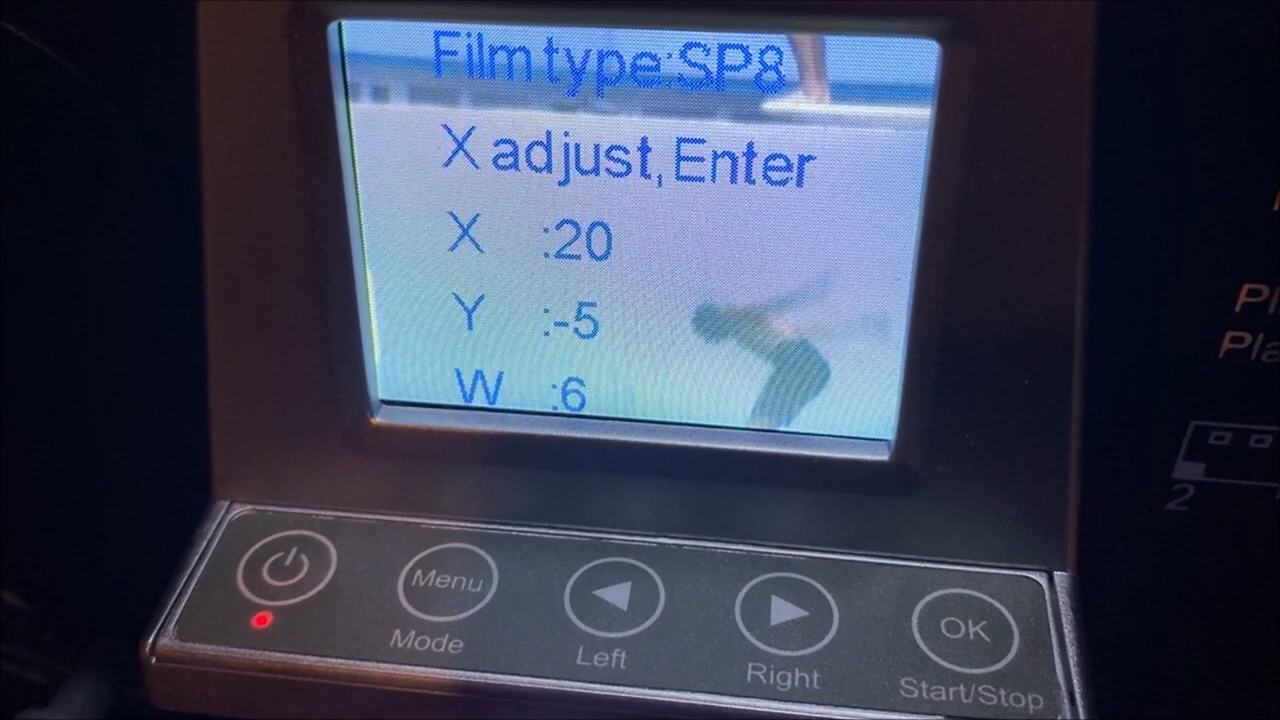 Film type:SP8
X adjust,Enter
X :20
Y :-5
W :6
Menu
OK
Mode
Left
Right
Start/Stop
2